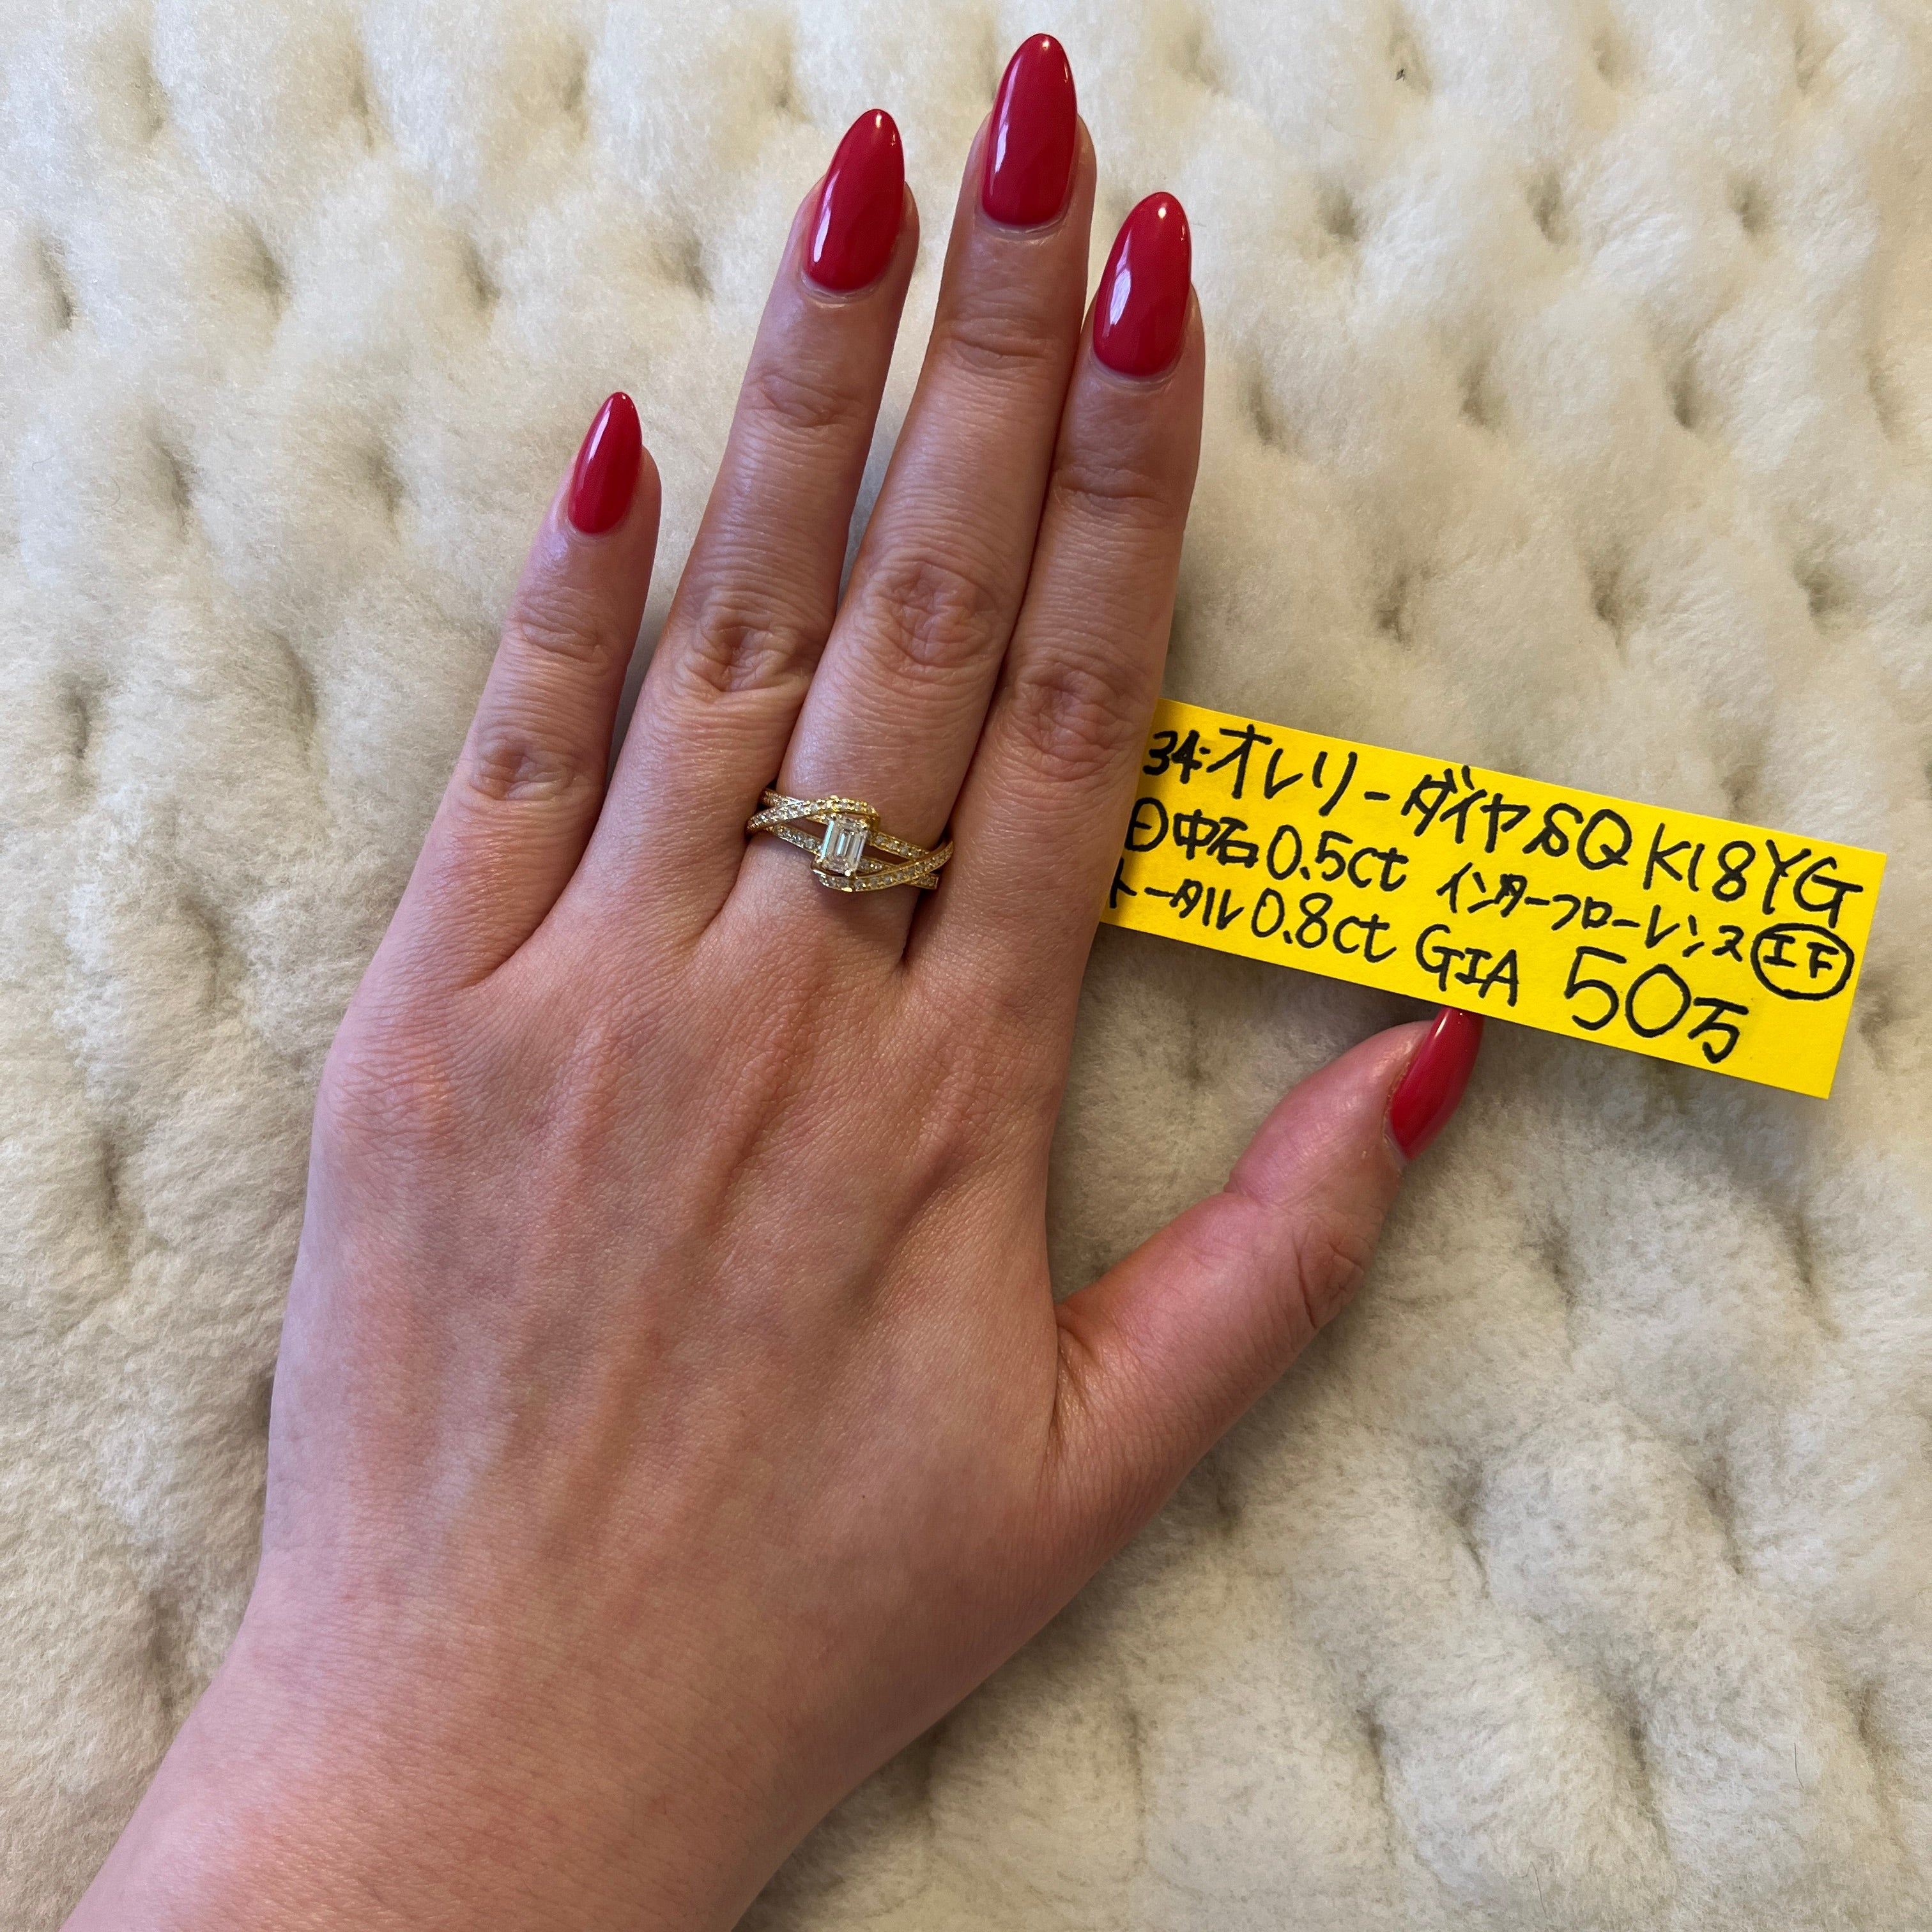 34.オレリーダイヤSQ K18YG
日中石0.5ct インターフローレンス IF
トータル0.8ct GIA 50万